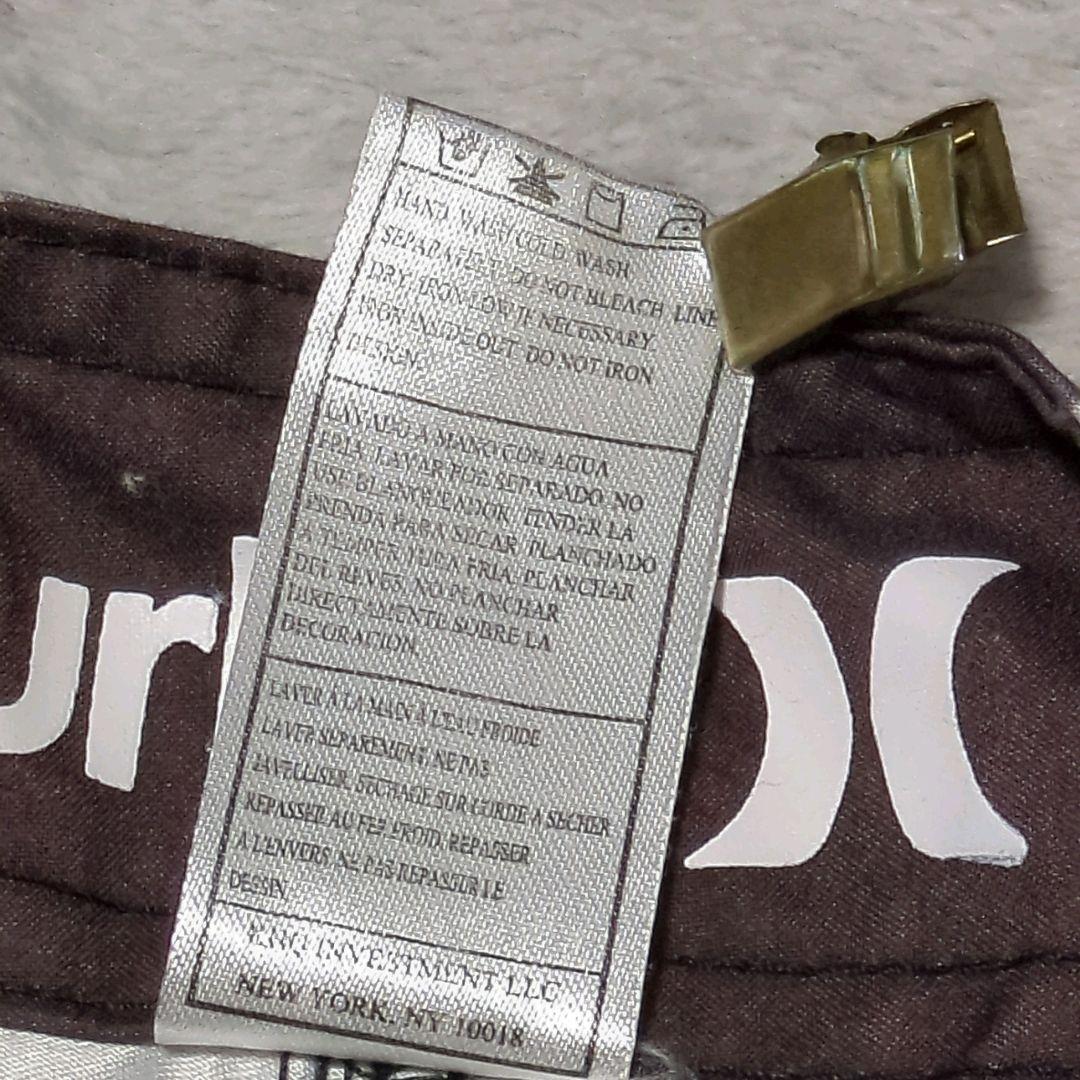 HAND WASH COLD. WASH
SEPARATELY. DO NOT BLEACH. LINE
DRY. IRON LOW IF NECESSARY.
IRON INSIDE OUT. DO NOT IRON
DESIGN.
LAVADO A MANO CON AGUA
FRIA. LAVAR POR SEPARADO. NO
USE BLANQUEADOR. TENDER LA
PRENDA PARA SECAR. PLANCHADO
A TEMPERATURA FRIA. PLANCHAR
DEL REVES. NO PLANCHAR
DIRECTAMENTE SOBRE LA
DECORACION.
LAVER A LA MAIN A L'EAU FROIDE
LAVER SEPAREMENT. NE PAS
JAVELLISER. SECHAGE SUR CORDE A SECHER
REPASSER AU FER FROID. REPASSER
A L'ENVERS. NE PAS REPASSER LE
DESSIN.
INVESTMENT LLC
NEW YORK, NY 10018
ur